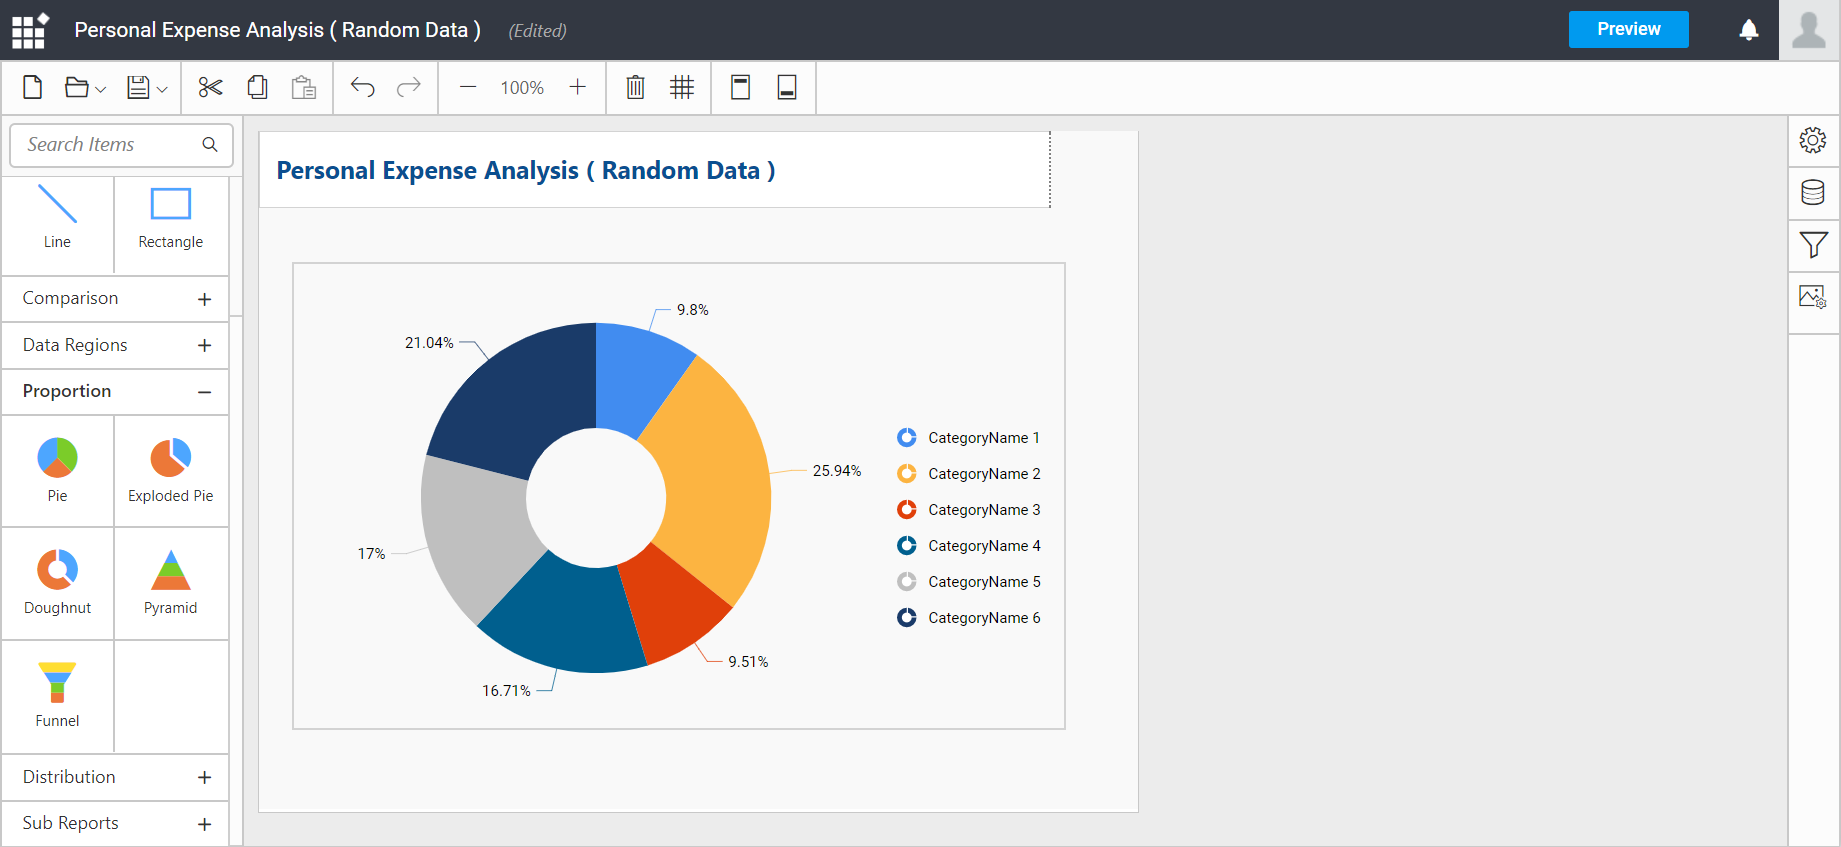 Personal Expense Analysis ( Random Data ) (Edited)
Preview
100%
Search Items
Line
Rectangle
Comparison
Data Regions
Proportion
Pie
Exploded Pie
Doughnut
Pyramid
Funnel
Distribution
Sub Reports
Personal Expense Analysis ( Random Data )
9.8%
21.04%
25.94%
17%
9.51%
16.71%
CategoryName 1
CategoryName 2
CategoryName 3
CategoryName 4
CategoryName 5
CategoryName 6